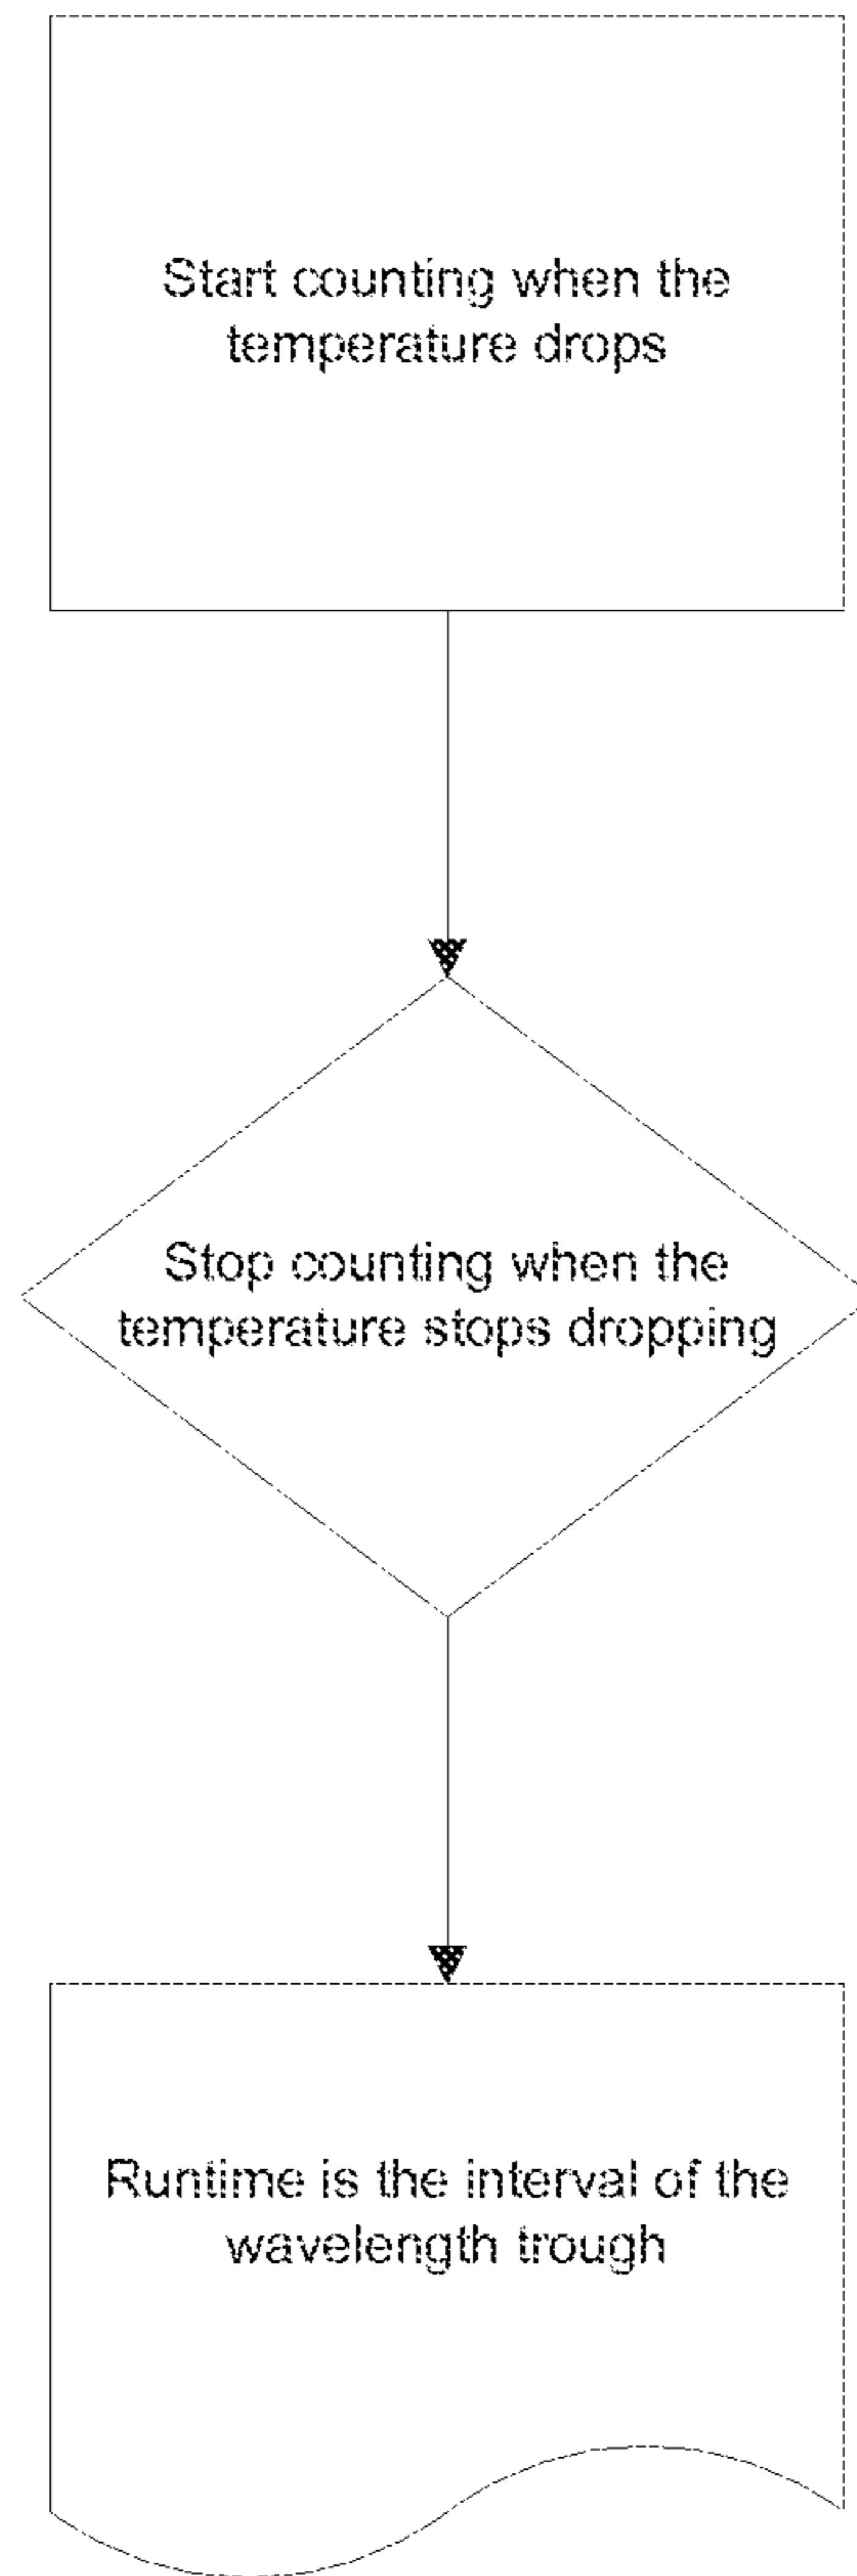 Start counting when the
temperature drops
Stop counting when the
temperature stops dropping
Runtime is the interval of the
wavelength trough